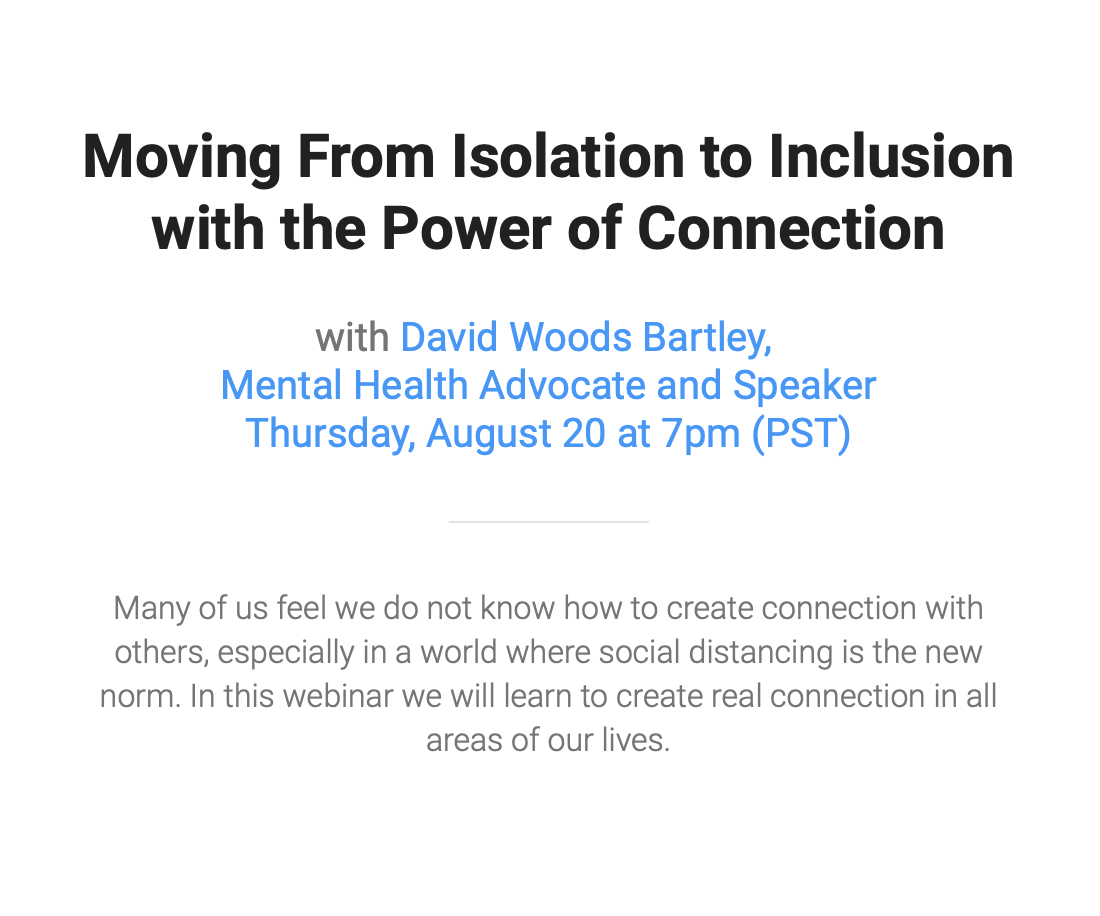 Moving From Isolation to Inclusion
with the Power of Connection
with David Woods Bartley,
Mental Health Advocate and Speaker
Thursday, August 20 at 7pm (PST)
Many of us feel we do not know how to create connection with
others, especially in a world where social distancing is the new
norm. In this webinar we will learn to create real connection in all
areas of our lives.